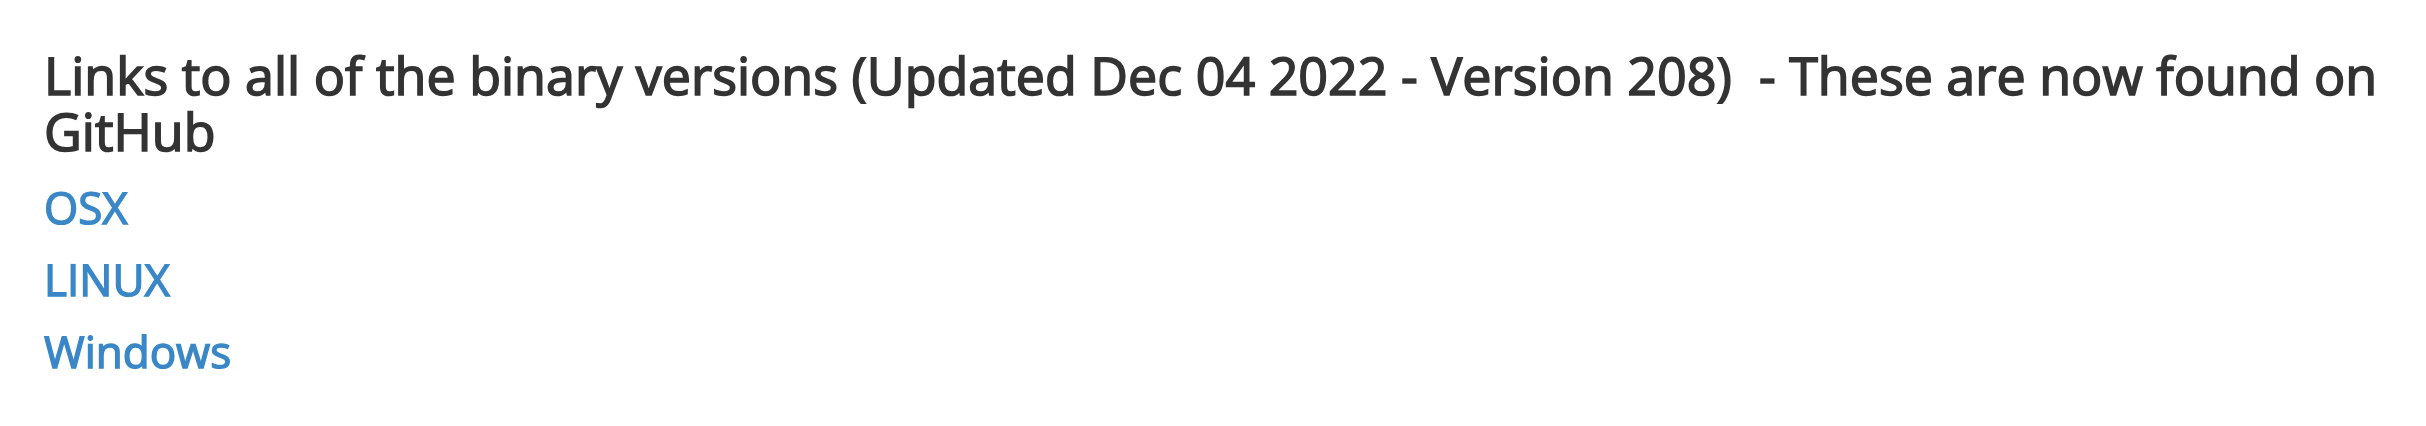 Links to all of the binary versions (Updated Dec 04 2022 - Version 208)  - These are now found on
GitHub
OSX
LINUX
Windows